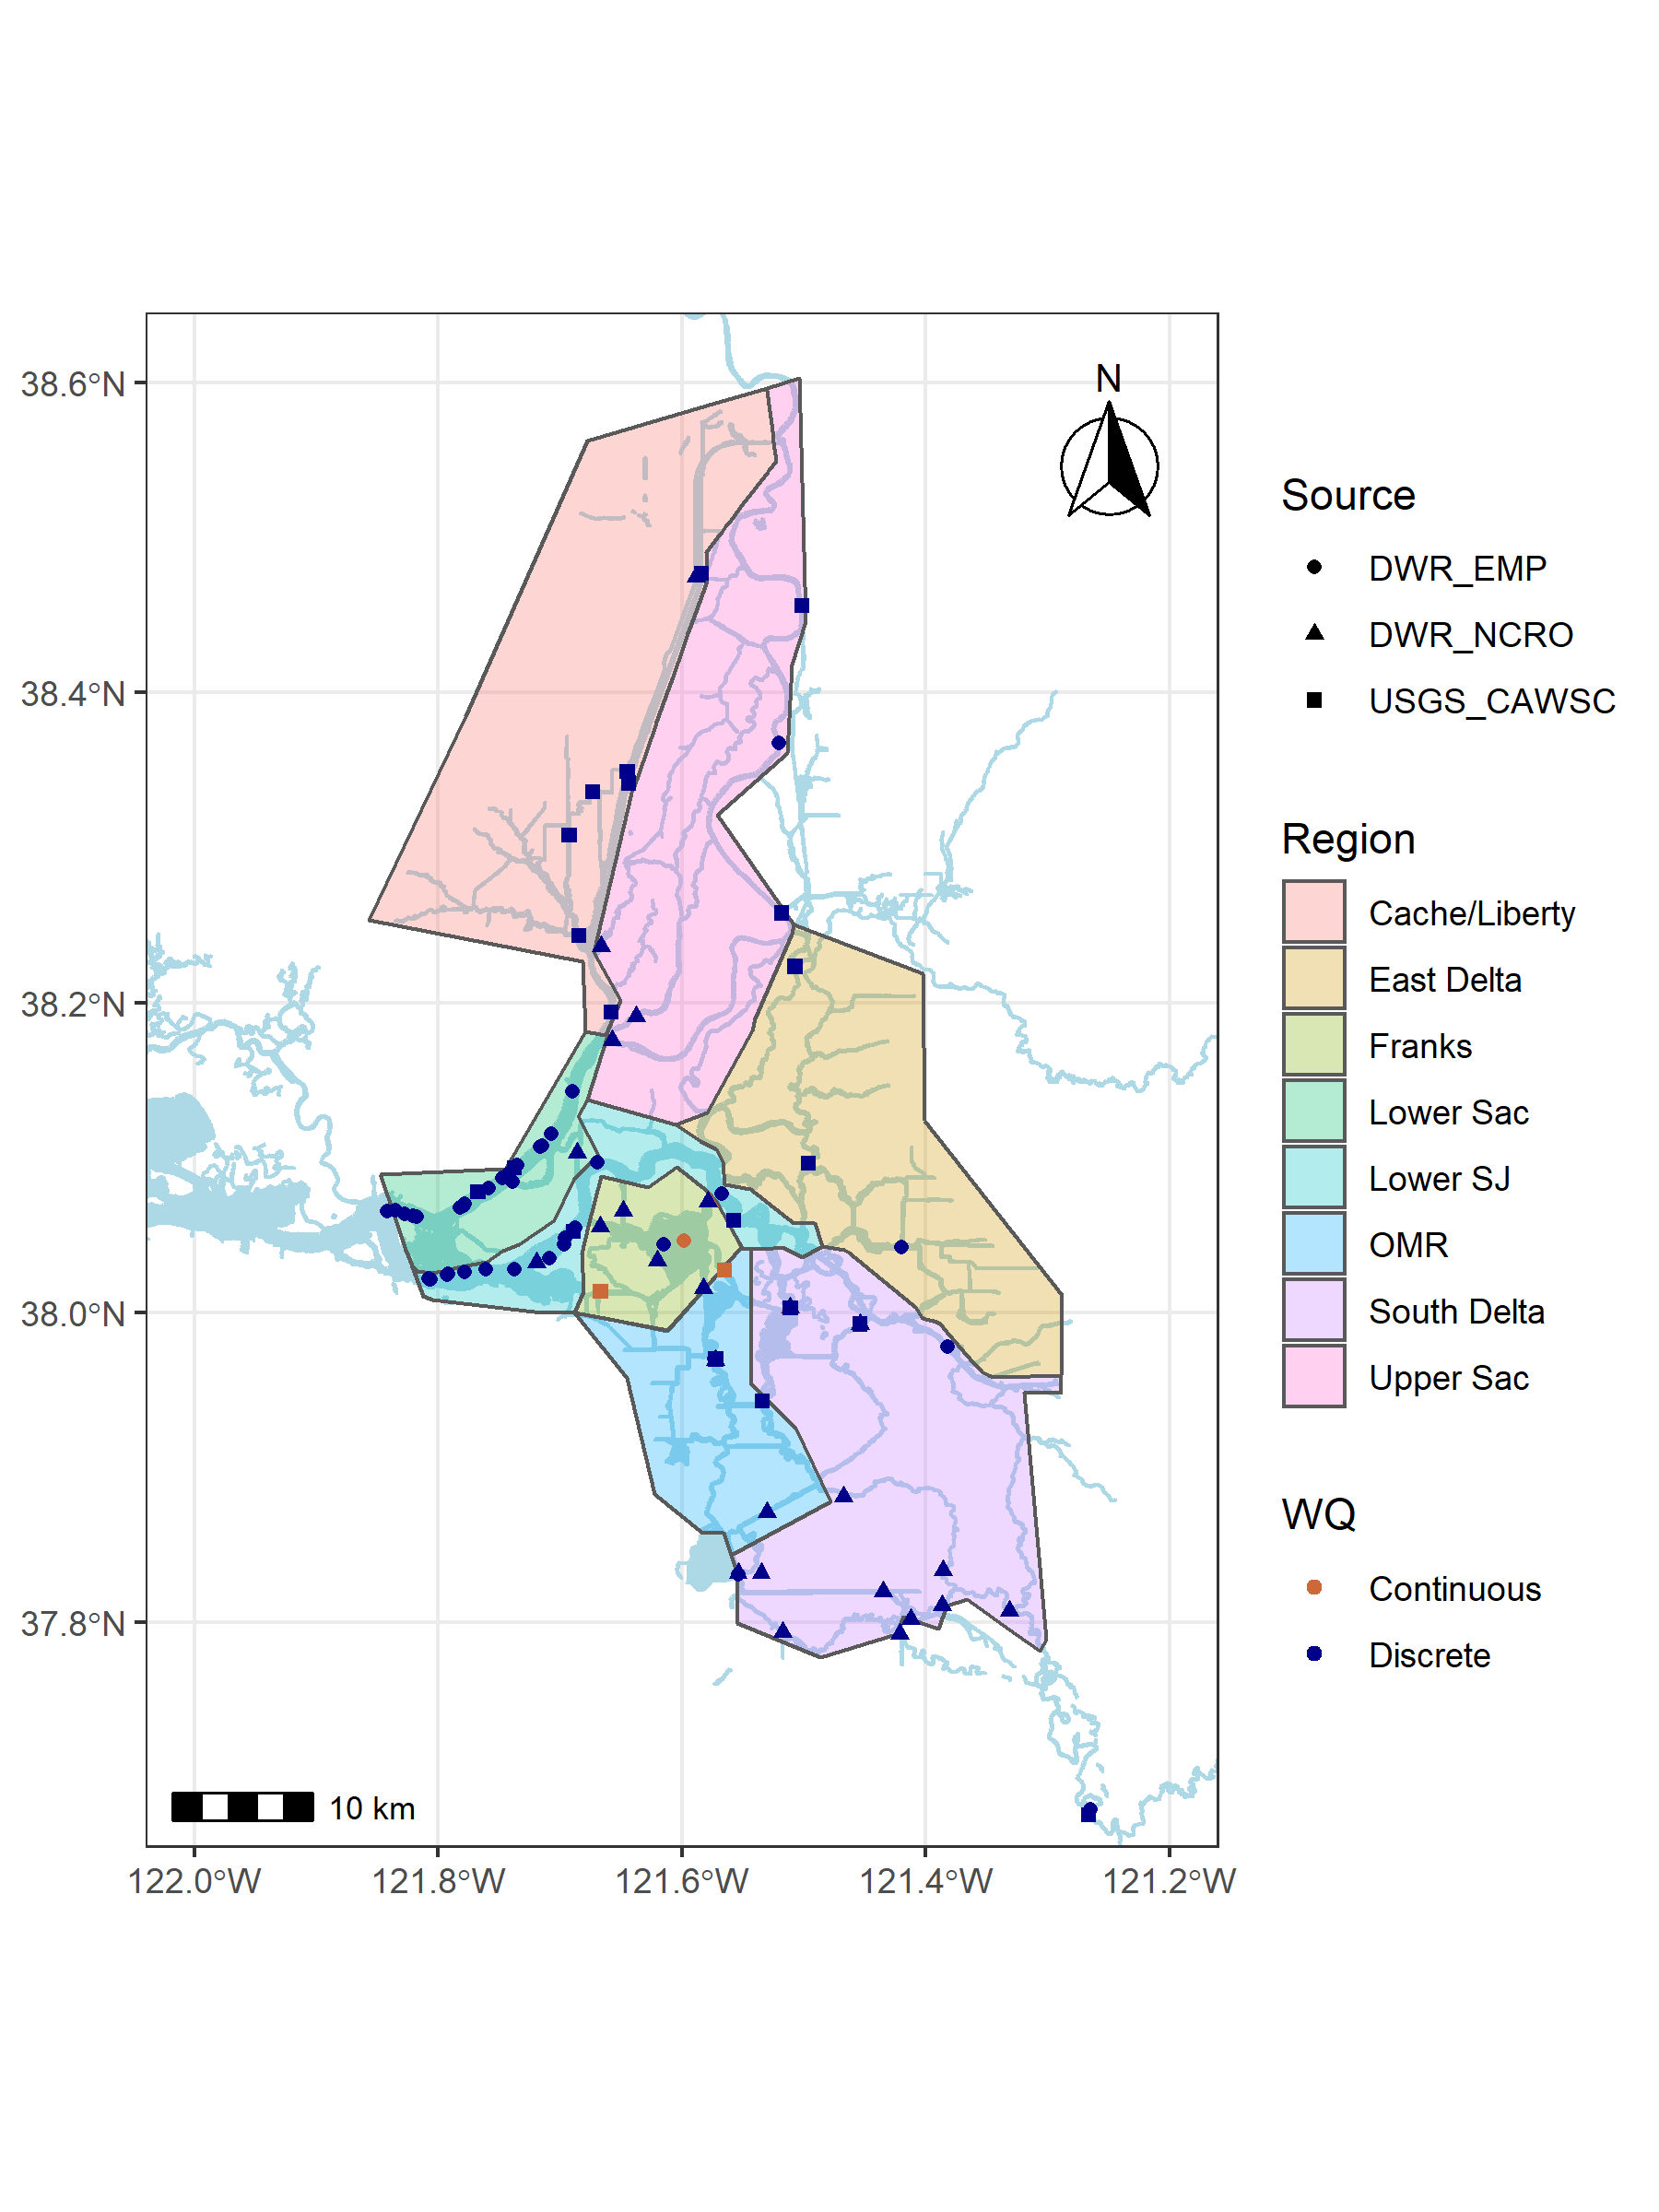 38.6°N
38.4°N
38.2°N
38.0°N
37.8°N
122.0°W
121.8°W
121.6°W
121.4°W
121.2°W
N
10 km
Source
DWR_EMP
DWR_NCRO
USGS_CAWSC
Region
Cache/Liberty
East Delta
Franks
Lower Sac
Lower SJ
OMR
South Delta
Upper Sac
WQ
Continuous
Discrete